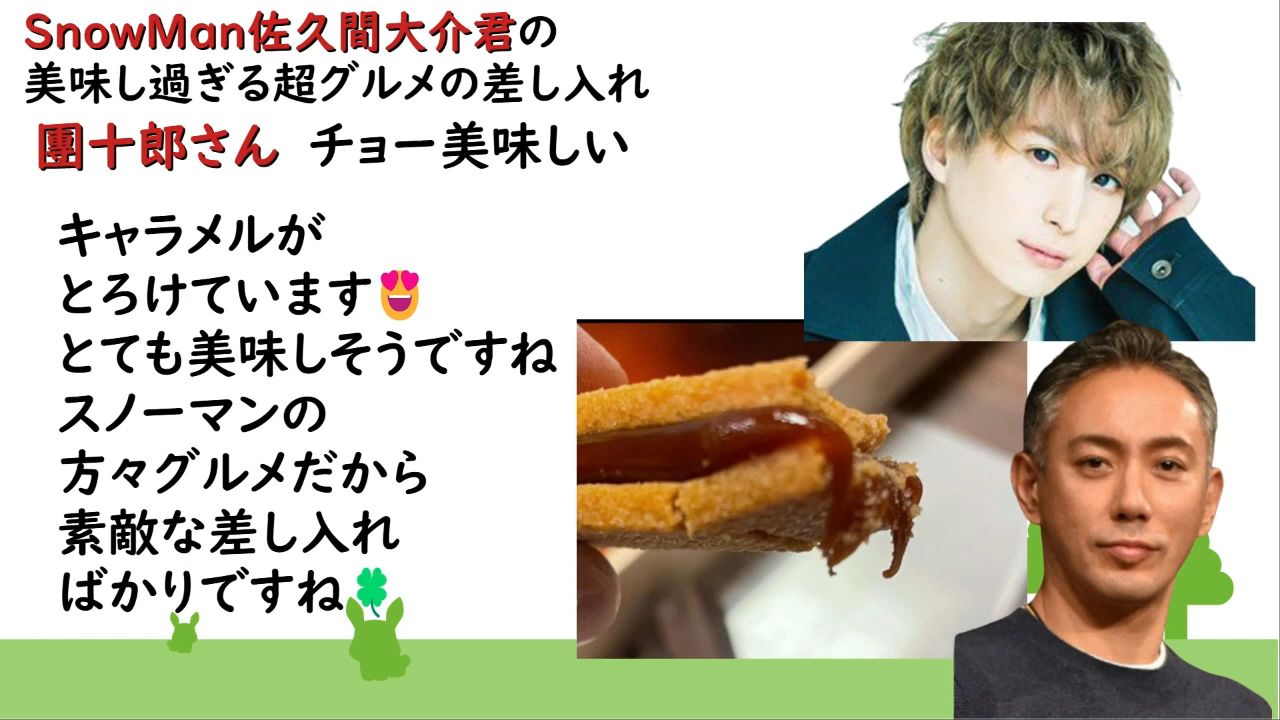 SnowMan佐久間大介君の
美味し過ぎる超グルメの差し入れ
團十郎さん チョー美味しい
キャラメルが
とろけています😍
とても美味しそうですね
スノーマンの
方々グルメだから
素敵な差し入れ
ばかりですね🍀